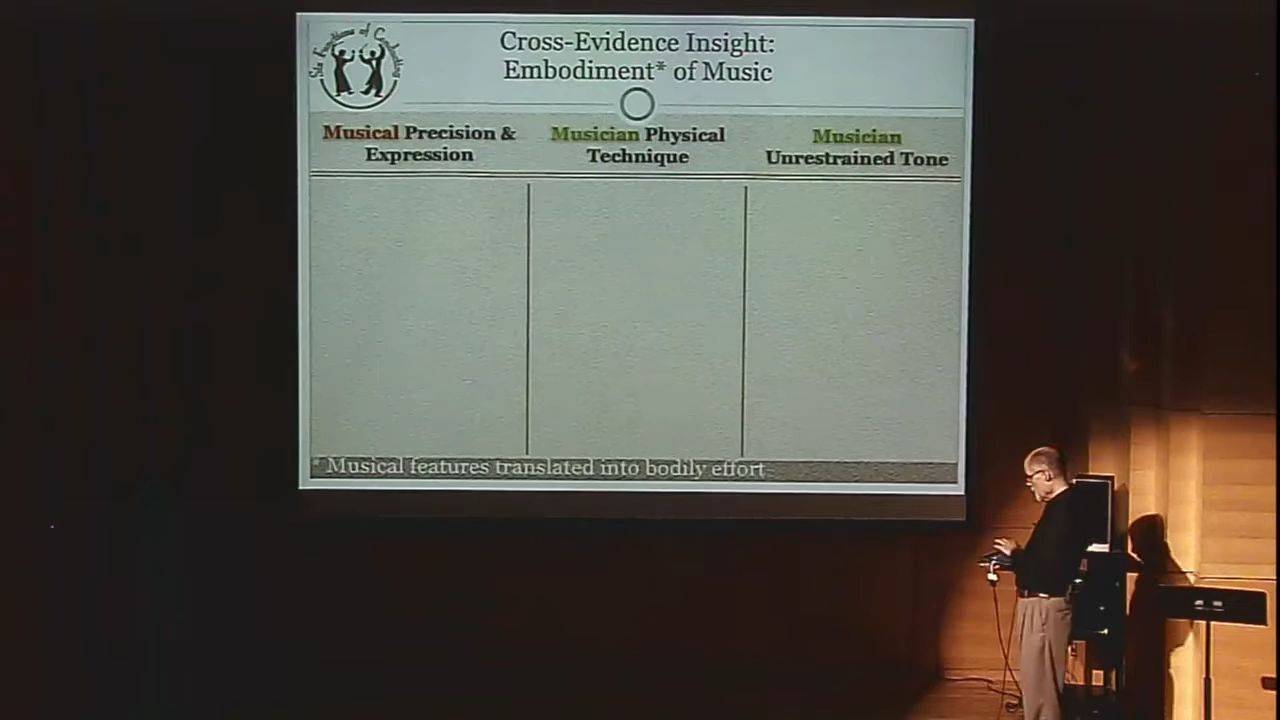 Six Functions of Conducting
Cross-Evidence Insight:
Embodiment* of Music
Musical Precision &
Expression
Musician Physical
Technique
Musician
Unrestrained Tone
* Musical features translated into bodily effort